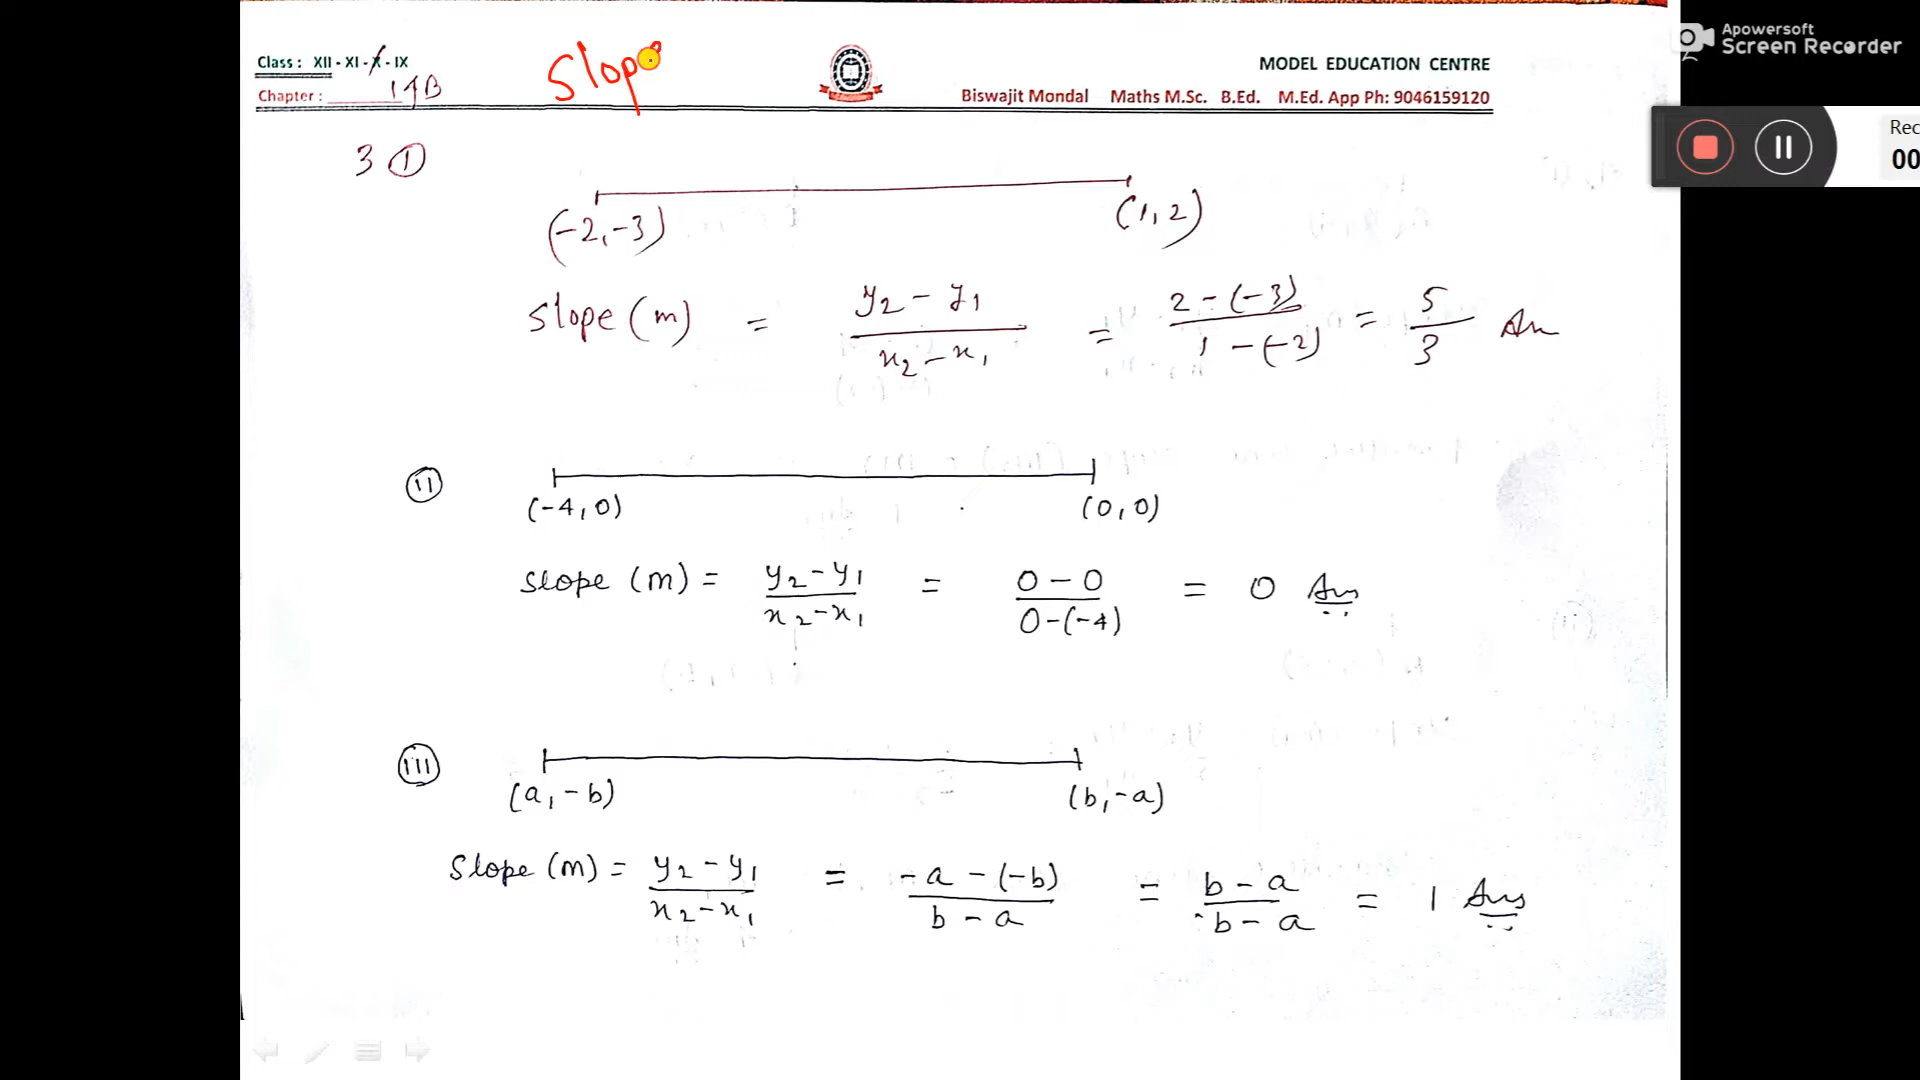 Apowersoft
Screen Recorder
Class : XII - XI - X - IX
Slope
MODEL EDUCATION CENTRE
Chapter : 14B
Biswajit Mondal Maths M.Sc. B.Ed. M.Ed. App Ph: 9046159120
Rec
00
3 (i)
(-2, -3) (1, 2)
Slope (m) = y₂ - y₁ / x₂ - x₁ = 2 - (-3) / 1 - (-2) = 5/3 Ans
(ii)
(-4, 0) (0, 0)
Slope (m) = y₂ - y₁ / x₂ - x₁ = 0 - 0 / 0 - (-4) = 0 Ans
(iii)
(a, -b) (b, -a)
Slope (m) = y₂ - y₁ / x₂ - x₁ = -a - (-b) / b - a = b - a / b - a = 1 Ans